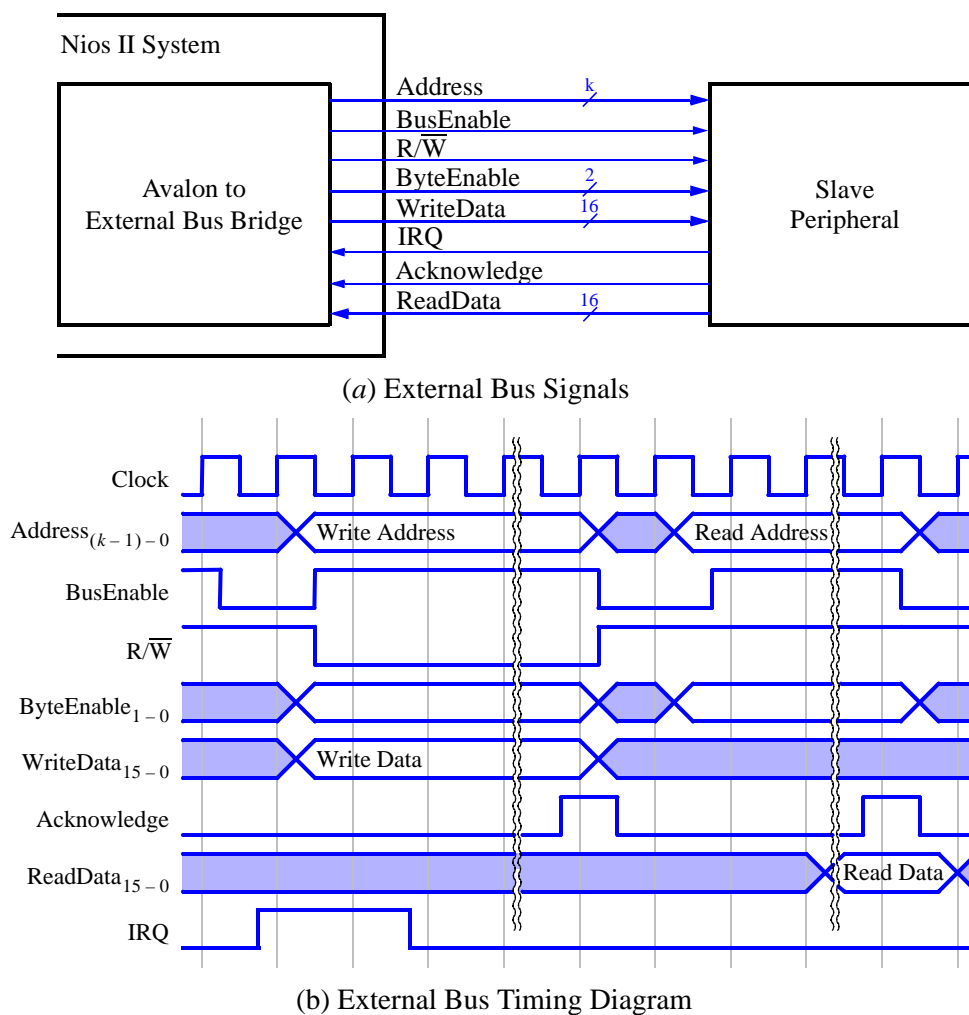 Nios II System
Address k
BusEnable
R/W̅
ByteEnable 2
WriteData 16
IRQ
Acknowledge
ReadData 16
Avalon to
External Bus Bridge
Slave
Peripheral
(a) External Bus Signals
Clock
Address(k – 1) – 0 Write Address Read Address
BusEnable
R/W̅
ByteEnable1 – 0
WriteData15 – 0 Write Data
Acknowledge
ReadData15 – 0 Read Data
IRQ
(b) External Bus Timing Diagram